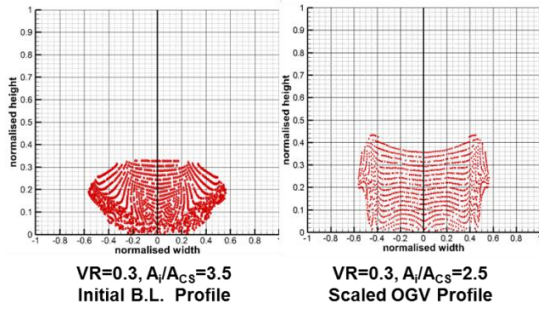 1
0.9
0.8
0.7
0.6
0.5
0.4
0.3
0.2
0.1
0
normalised height
-1 -0.8 -0.6 -0.4 -0.2 0 0.2 0.4 0.6 0.8 1
normalised width
VR=0.3, Ai/ACS=3.5
Initial B.L. Profile
1
0.9
0.8
0.7
0.6
0.5
0.4
0.3
0.2
0.1
0
normalised height
-1 -0.8 -0.6 -0.4 -0.2 0 0.2 0.4 0.6 0.8 1
normalised width
VR=0.3, Ai/ACS=2.5
Scaled OGV Profile